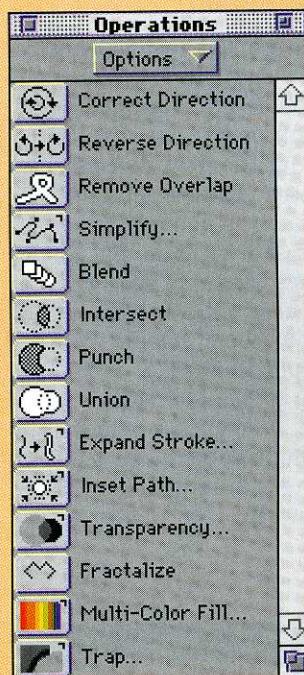 Operations
Options
Correct Direction
Reverse Direction
Remove Overlap
Simplify...
Blend
Intersect
Punch
Union
Expand Stroke...
Inset Path...
Transparency...
Fractalize
Multi-Color Fill...
Trap...